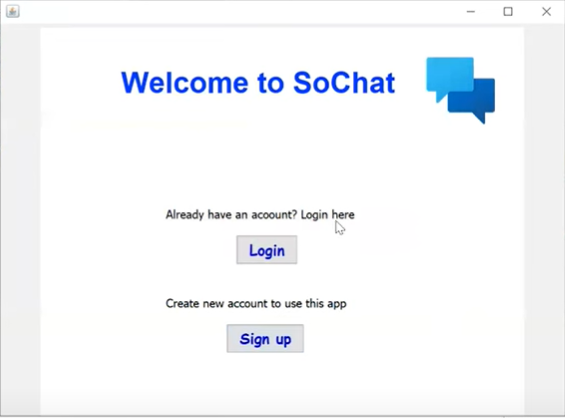 Welcome to SoChat
Already have an acoount? Login here
Login
Create new account to use this app
Sign up